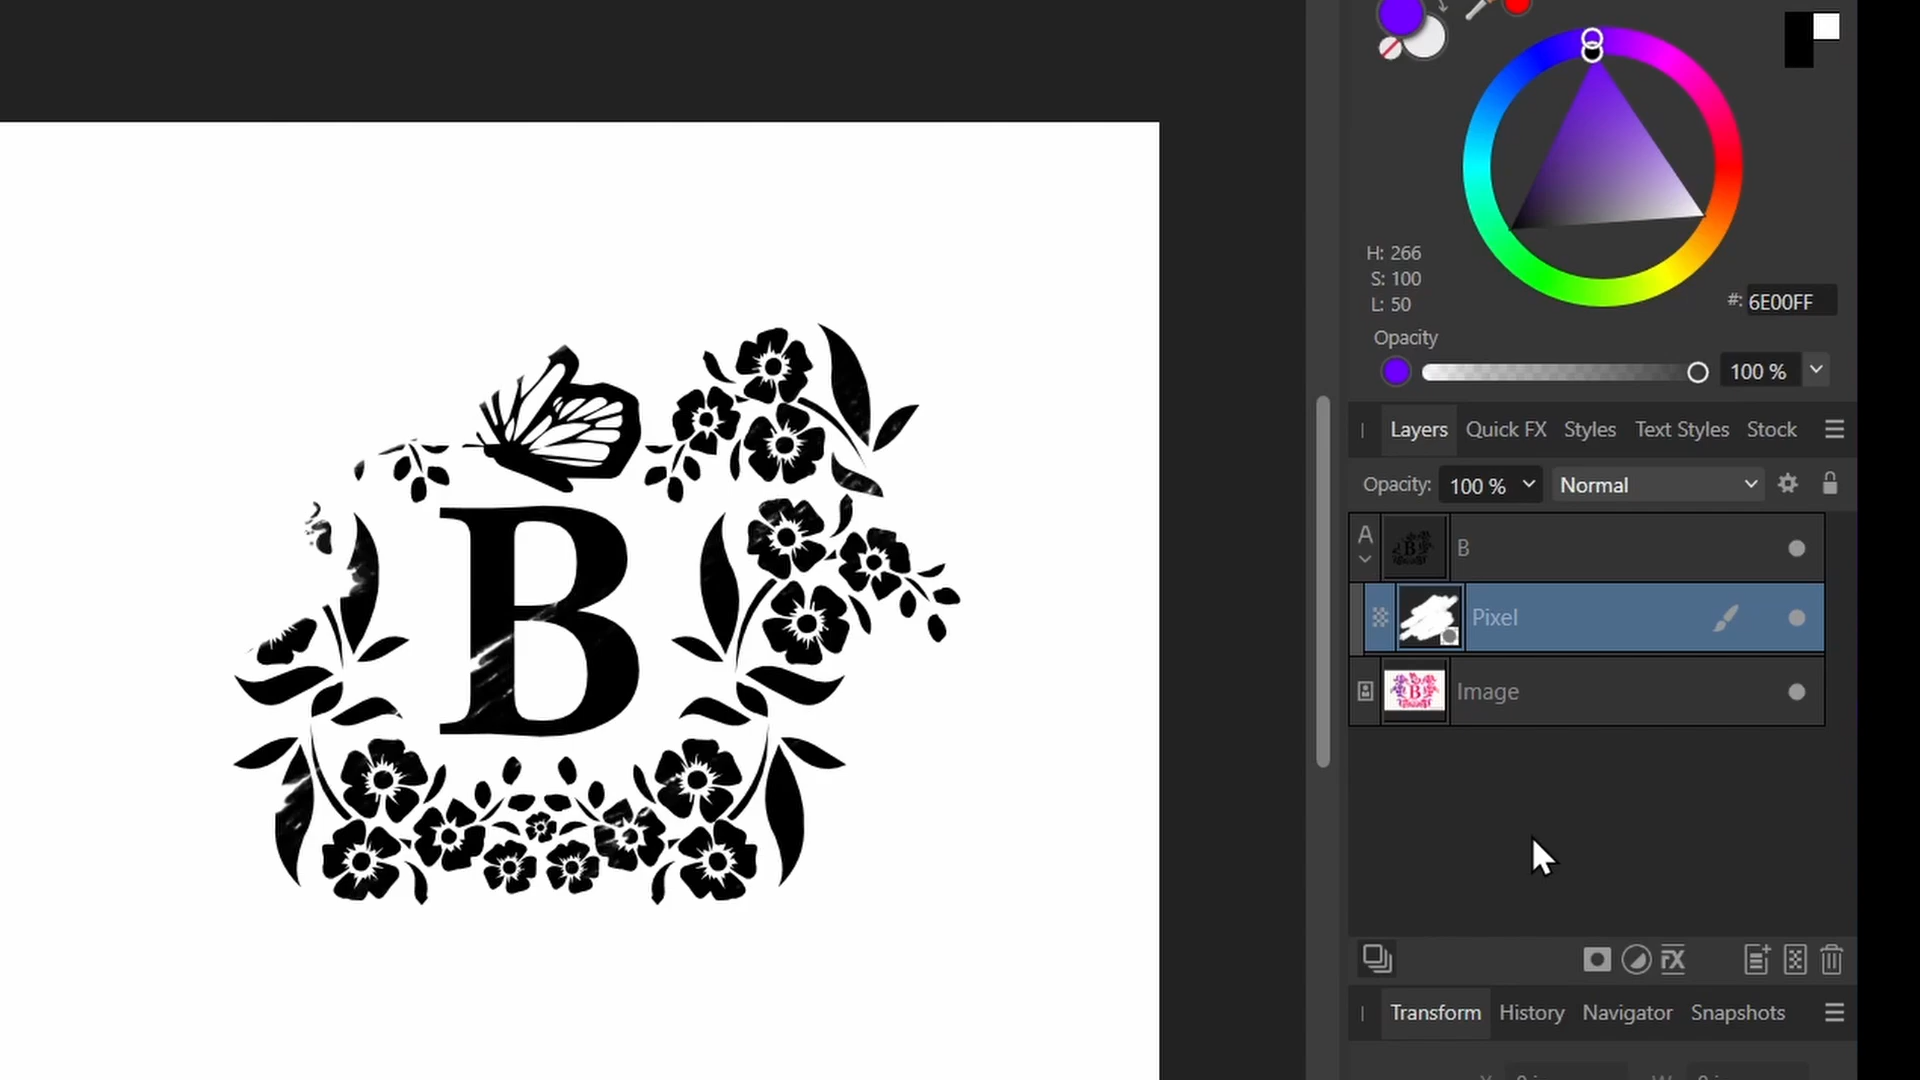 H: 266
S: 100
L: 50
#: 6E00FF
Opacity
100 %
Layers Quick FX Styles Text Styles Stock
Opacity: 100 % Normal
A B
Pixel
Image
FX
Transform History Navigator Snapshots
B